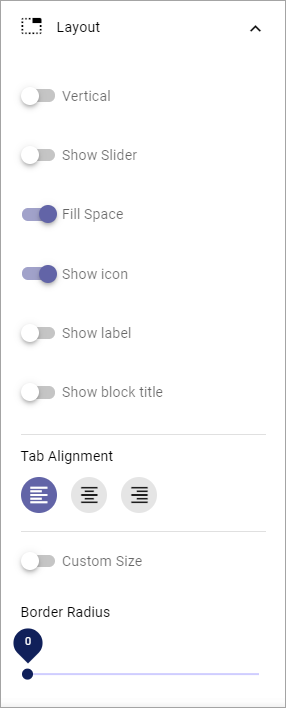 Layout
Vertical
Show Slider
Fill Space
Show icon
Show label
Show block title
Tab Alignment
Custom Size
Border Radius
0